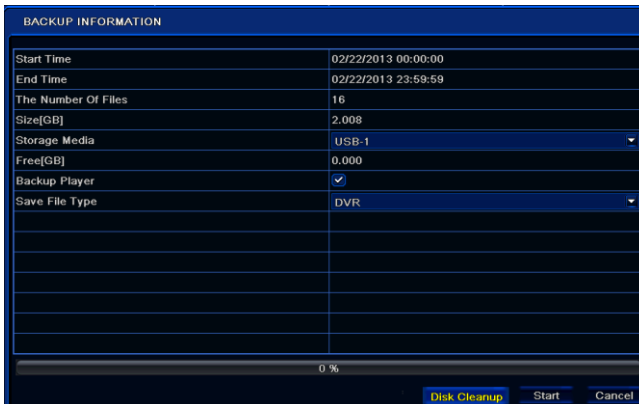 BACKUP INFORMATION
Start Time 02/22/2013 00:00:00
End Time 02/22/2013 23:59:59
The Number Of Files 16
Size[GB] 2.008
Storage Media USB-1
Free[GB] 0.000
Backup Player
Save File Type DVR
0 %
Disk Cleanup Start Cancel